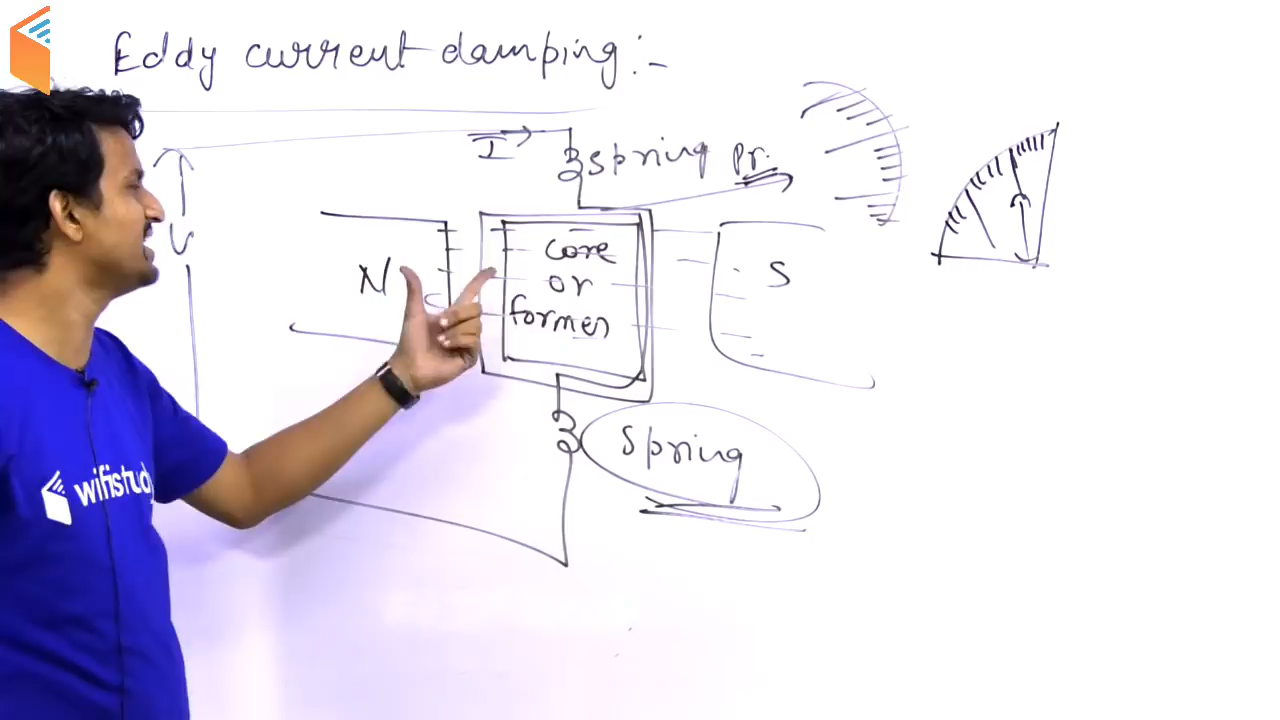 Eddy current damping :-
I
spring pr.
V
N
core
or
former
S
spring
wifistudy